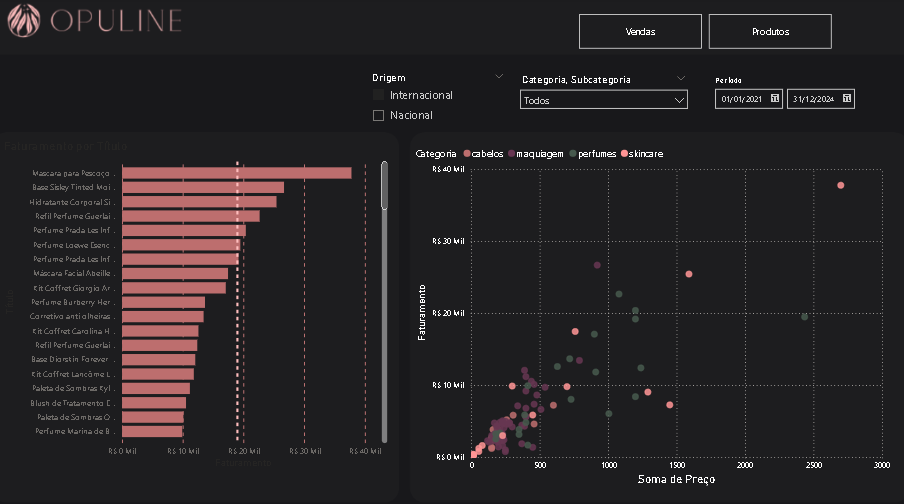 OPULINE
Vendas
Produtos
Origem
Internacional
Nacional
Categoria, Subcategoria
Todos
Período
01/01/2021
31/12/2024
Faturamento por Título
Máscara para Pescoço ...
Base Sisley Tinted Moi...
Hidratante Corporal Si...
Refil Perfume Guerlai...
Perfume Prada Les Inf...
Perfume Loewe Esenc...
Perfume Prada Les Inf...
Máscara Facial Abeille...
Kit Coffret Giorgio Ar...
Perfume Burberry Her...
Corretivo anti olheiras...
Kit Coffret Carolina H...
Refil Perfume Guerlai...
Base Diorskin Forever...
Kit Coffret Lancôme L...
Paleta de Sombras Kyl...
Blush de Tratamento C...
Paleta de Sombras O...
Perfume Marina de B...
R$ 0 Mil
R$ 10 Mil
R$ 20 Mil
R$ 30 Mil
R$ 40 Mil
Faturamento
Categoria
cabelos
maquiagem
perfumes
skincare
Faturamento
R$ 40 Mil
R$ 30 Mil
R$ 20 Mil
R$ 10 Mil
R$ 0 Mil
0
500
1000
1500
2000
2500
3000
Soma de Preço